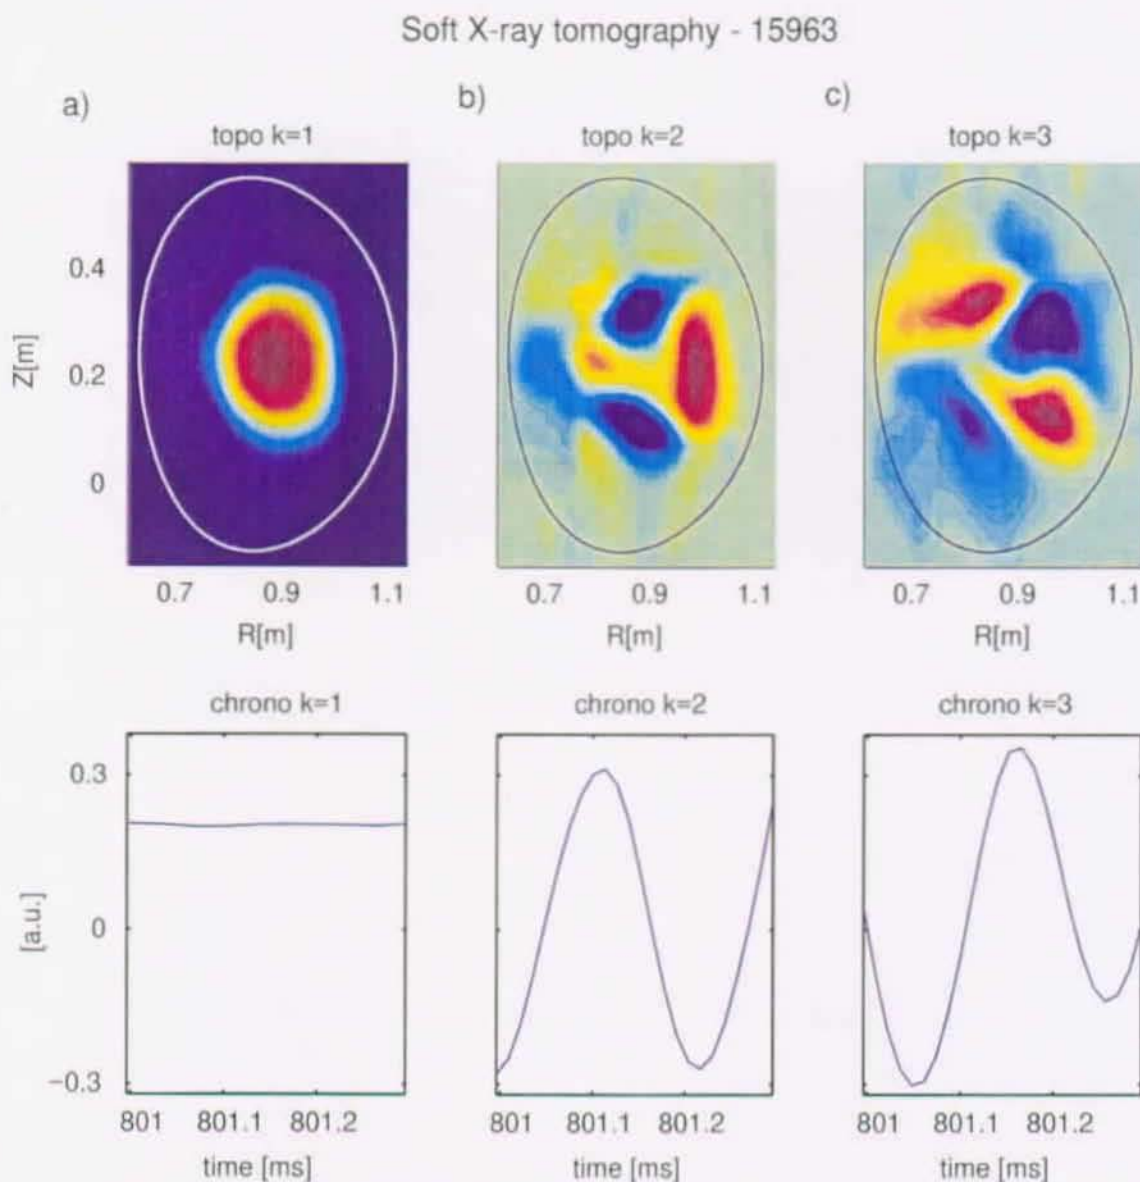 Soft X-ray tomography - 15963
a) b) c)
topo k=1 topo k=2 topo k=3
Z[m]
0.4
0.2
0
0.7 0.9 1.1 0.7 0.9 1.1 0.7 0.9 1.1
R[m] R[m] R[m]
chrono k=1 chrono k=2 chrono k=3
[a.u.]
0.3
0
−0.3
801 801.1 801.2 801 801.1 801.2 801 801.1 801.2
time [ms] time [ms] time [ms]